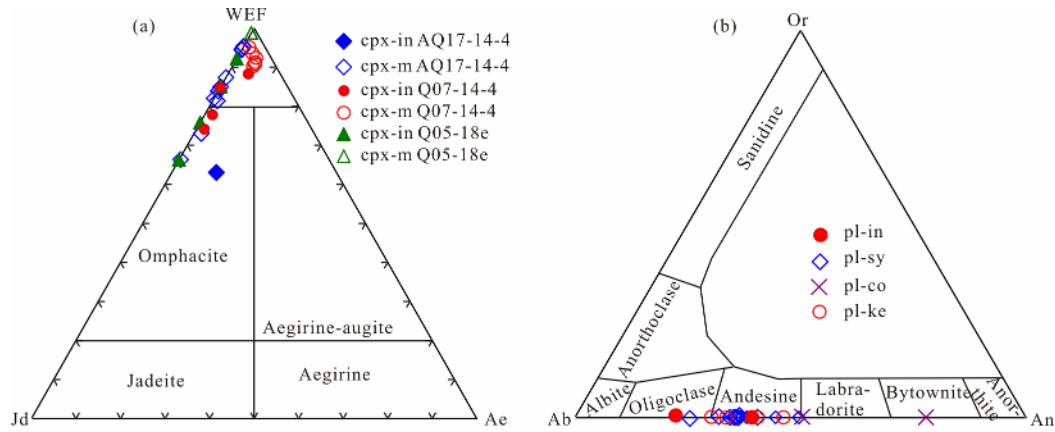 (a)
WEF
cpx-in AQ17-14-4
cpx-m AQ17-14-4
cpx-in Q07-14-4
cpx-m Q07-14-4
cpx-in Q05-18e
cpx-m Q05-18e
Omphacite
Aegirine-augite
Jadeite
Aegirine
Jd
Ae
(b)
Or
Sanidine
pl-in
pl-sy
pl-co
pl-ke
Anorthoclase
Albite
Oligoclase
Andesine
Labra-
dorite
Bytownite
Anor-
thite
Ab
An